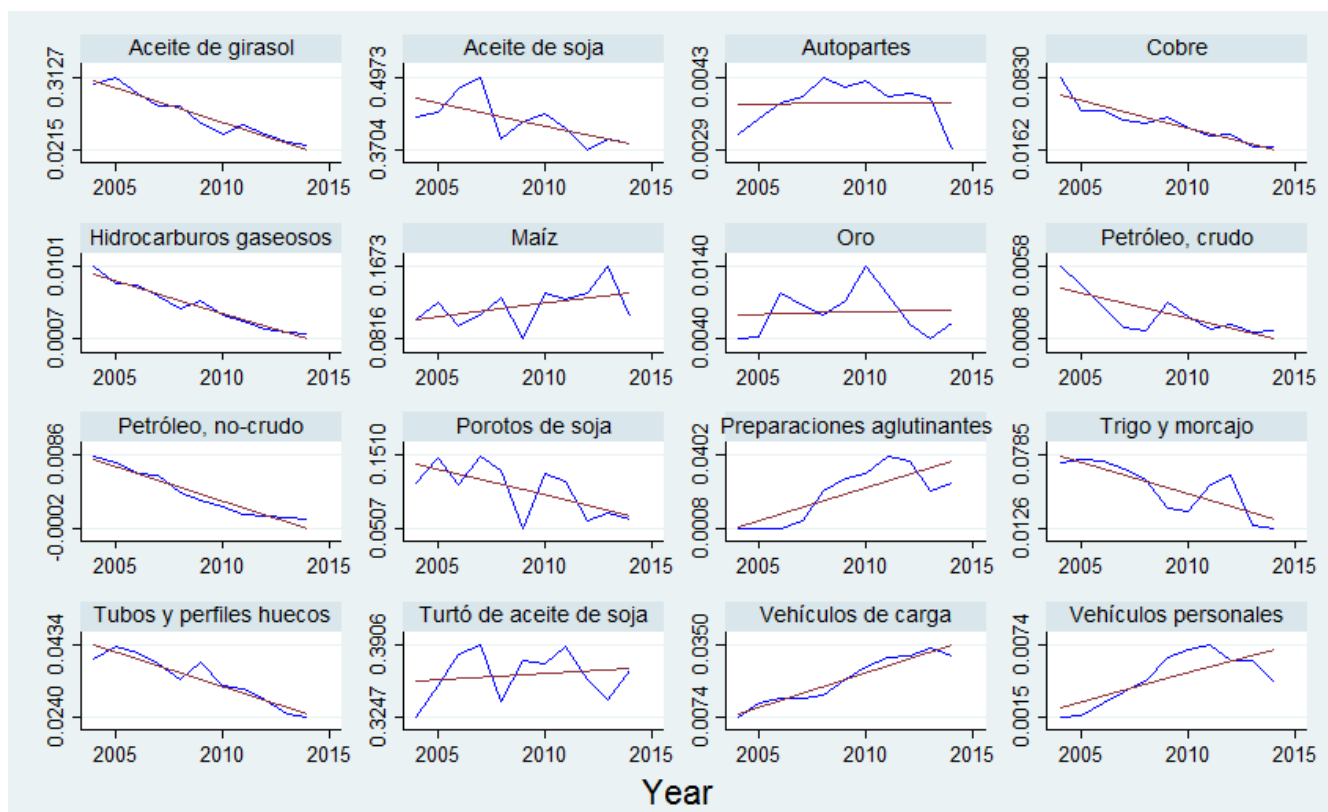 Aceite de girasol
0.3127
0.0215
2005 2010 2015
Aceite de soja
0.4973
0.3704
2005 2010 2015
Autopartes
0.0043
0.0029
2005 2010 2015
Cobre
0.0830
0.0162
2005 2010 2015
Hidrocarburos gaseosos
0.0101
0.0007
2005 2010 2015
Maíz
0.1673
0.0816
2005 2010 2015
Oro
0.0140
0.0040
2005 2010 2015
Petróleo, crudo
0.0058
0.0008
2005 2010 2015
Petróleo, no-crudo
0.0086
-0.0002
2005 2010 2015
Porotos de soja
0.1510
0.0507
2005 2010 2015
Preparaciones aglutinantes
0.0402
0.0008
2005 2010 2015
Trigo y morcajo
0.0785
0.0126
2005 2010 2015
Tubos y perfiles huecos
0.0434
0.0240
2005 2010 2015
Turtó de aceite de soja
0.3906
0.3247
2005 2010 2015
Vehículos de carga
0.0350
0.0074
2005 2010 2015
Vehículos personales
0.0074
0.0015
2005 2010 2015
Year